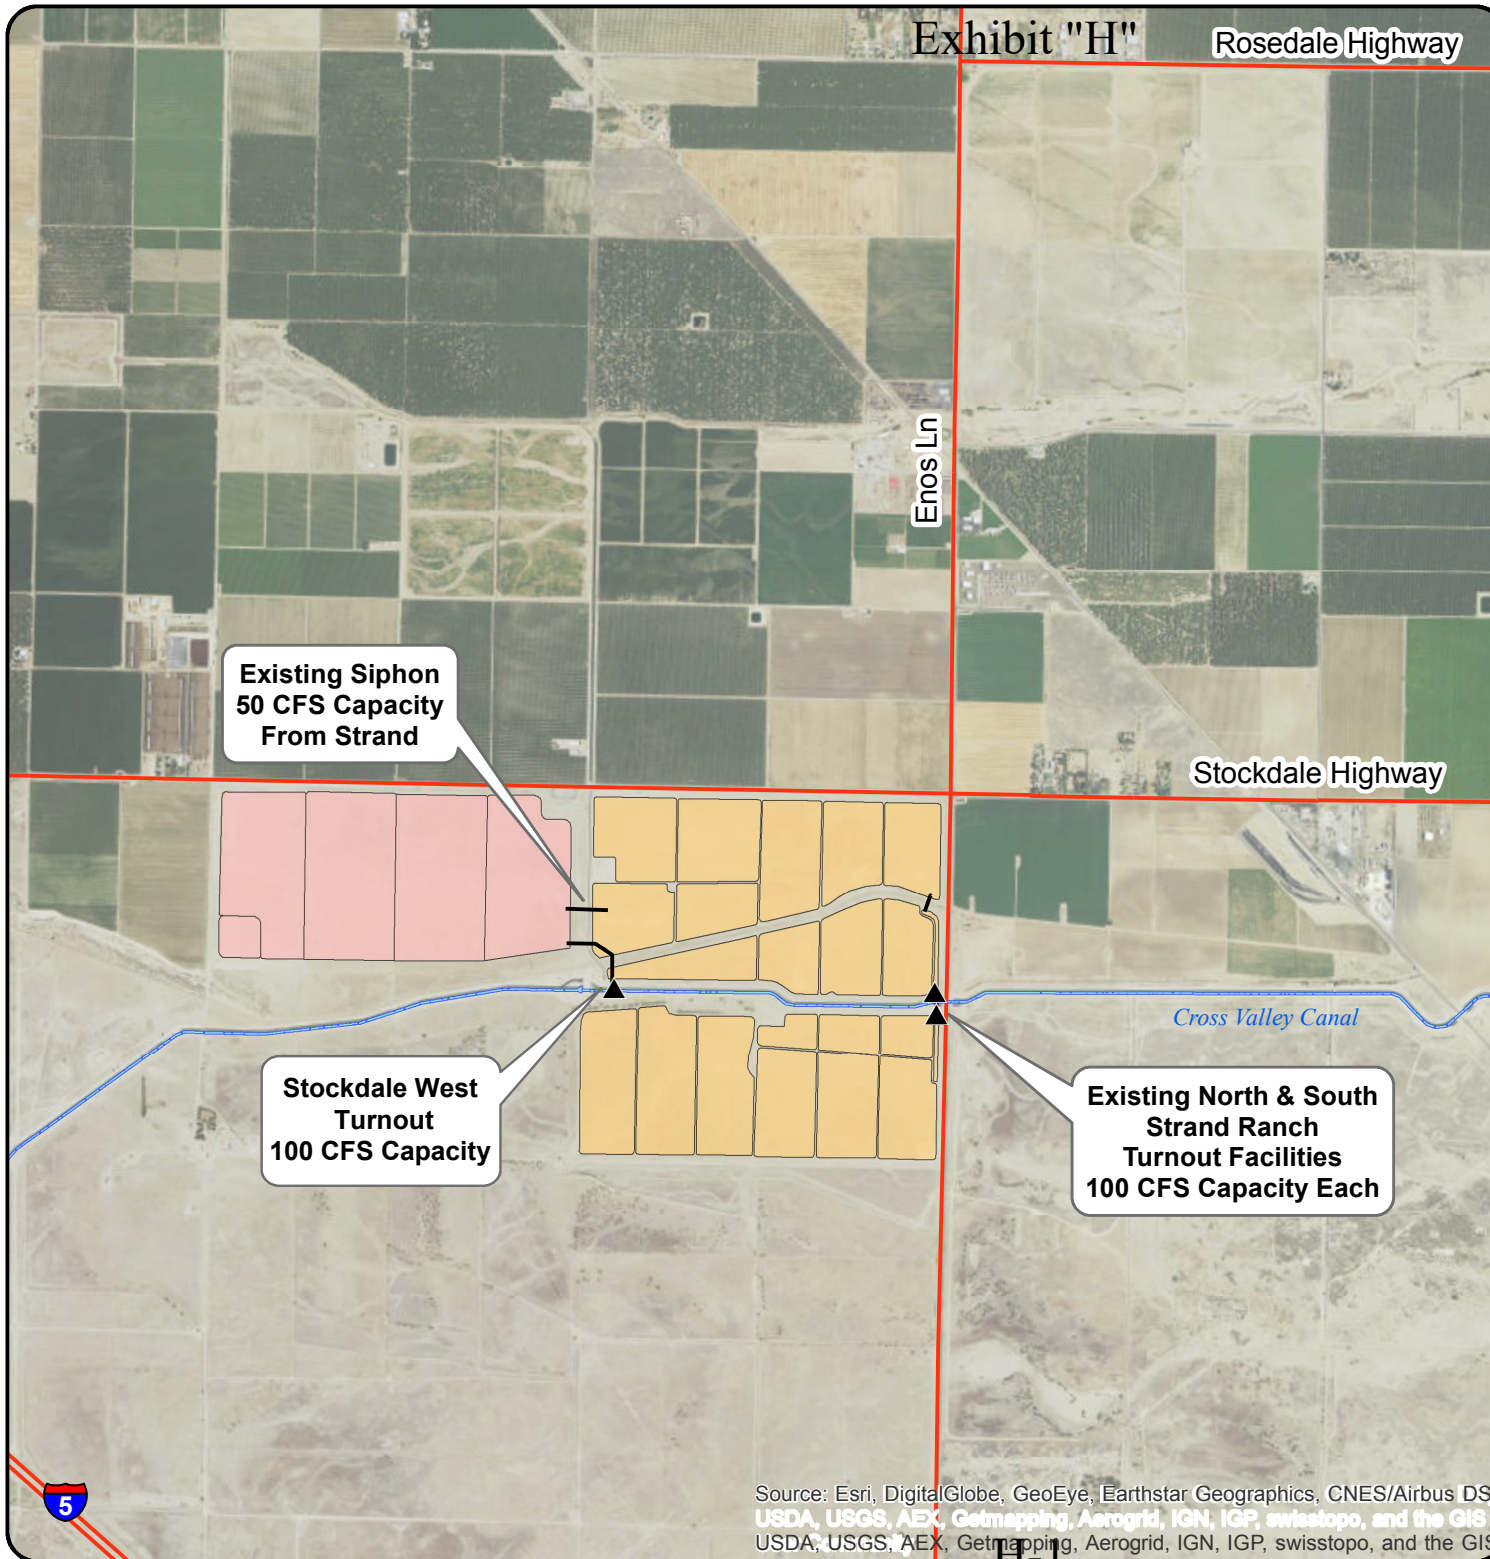 Exhibit "H"
Rosedale Highway
Enos Ln
Existing Siphon
50 CFS Capacity
From Strand
Stockdale Highway
Cross Valley Canal
Stockdale West
Turnout
100 CFS Capacity
Existing North & South
Strand Ranch
Turnout Facilities
100 CFS Capacity Each
5
Source: Esri, DigitalGlobe, GeoEye, Earthstar Geographics, CNES/Airbus DS
USDA, USGS, AEX, Getmapping, Aerogrid, IGN, IGP, swisstopo, and the GIS
USDA, USGS, AEX, Getmapping, Aerogrid, IGN, IGP, swisstopo, and the GIS
H-1